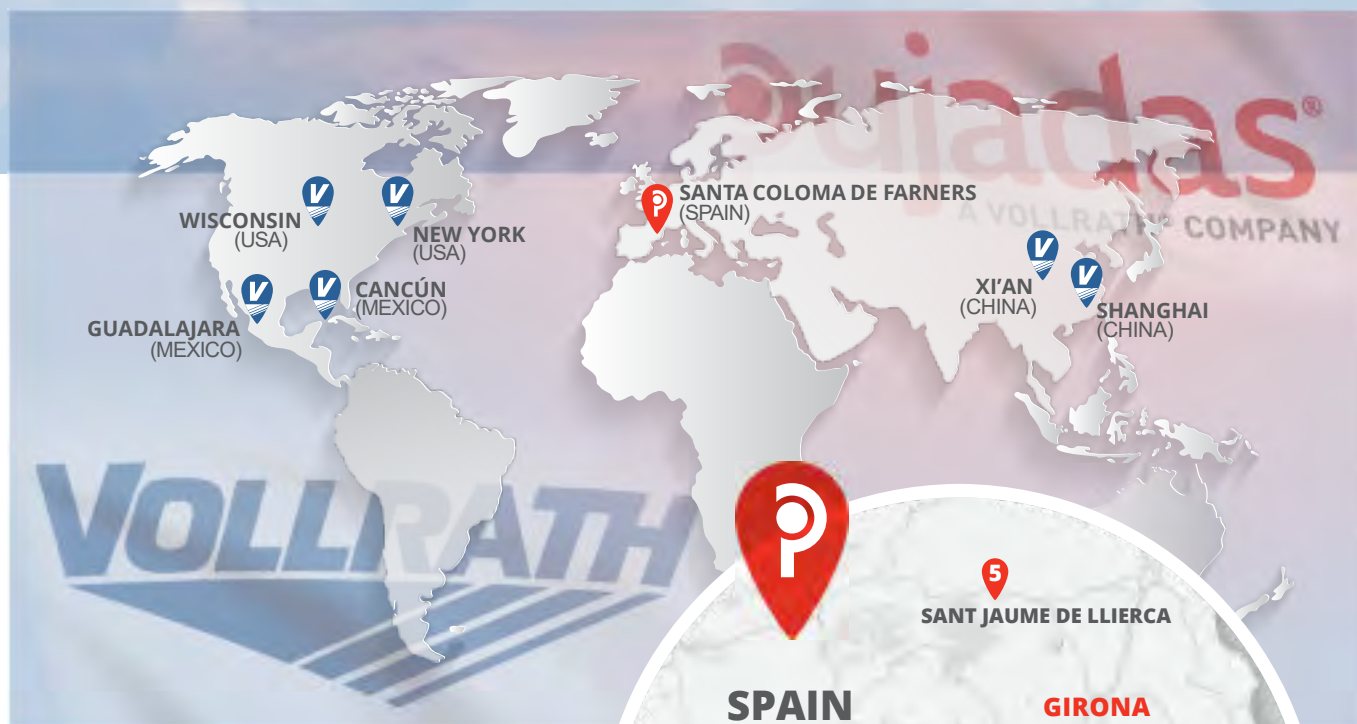 Pujadas®
A VOLLRATH® COMPANY
SANTA COLOMA DE FARNERS
(SPAIN)
WISCONSIN
(USA)
NEW YORK
(USA)
CANCÚN
(MEXICO)
GUADALAJARA
(MEXICO)
XI'AN
(CHINA)
SHANGHAI
(CHINA)
VOLLRATH
5
SANT JAUME DE LLIERCA
SPAIN
GIRONA